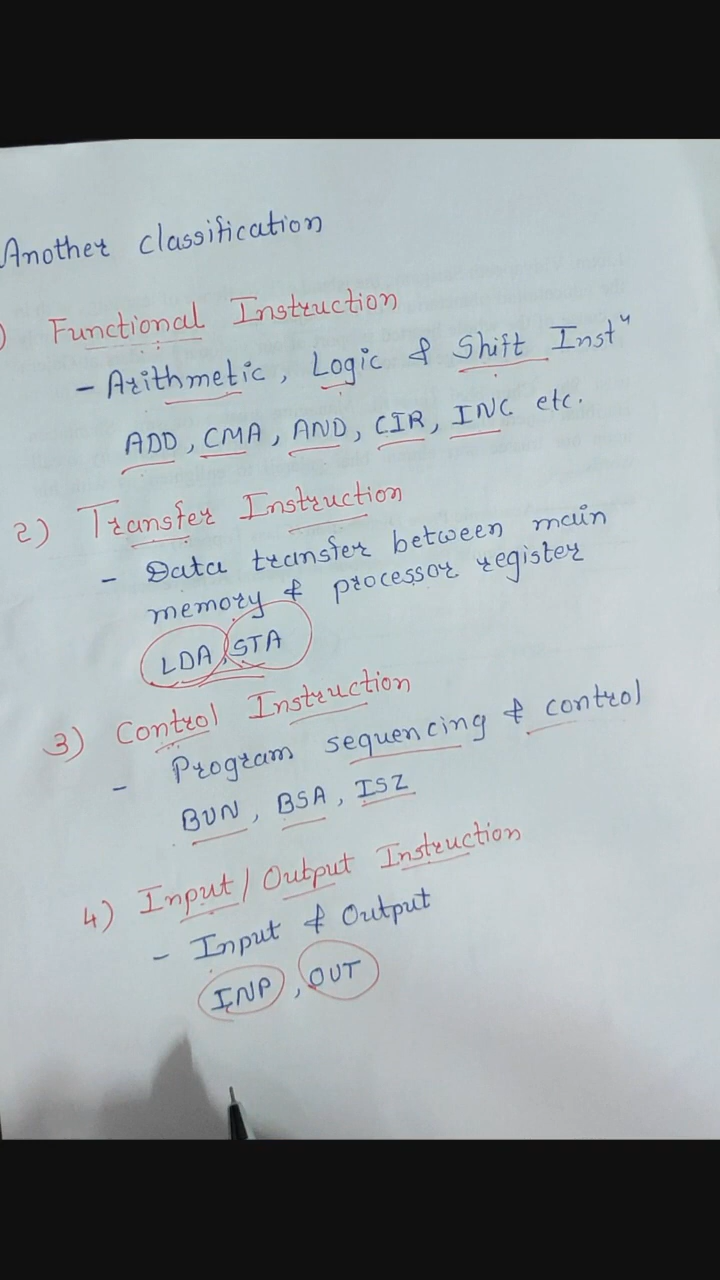 Another classification
) Functional Instruction
- Arithmetic, Logic & Shift Instⁿ
ADD, CMA, AND, CIR, INC etc.
2) Transfer Instruction
- Data transfer between main
memory & processor register
LDA, STA
3) Control Instruction
- Program sequencing & control
BUN, BSA, ISZ
4) Input/Output Instruction
- Input & Output
INP, OUT